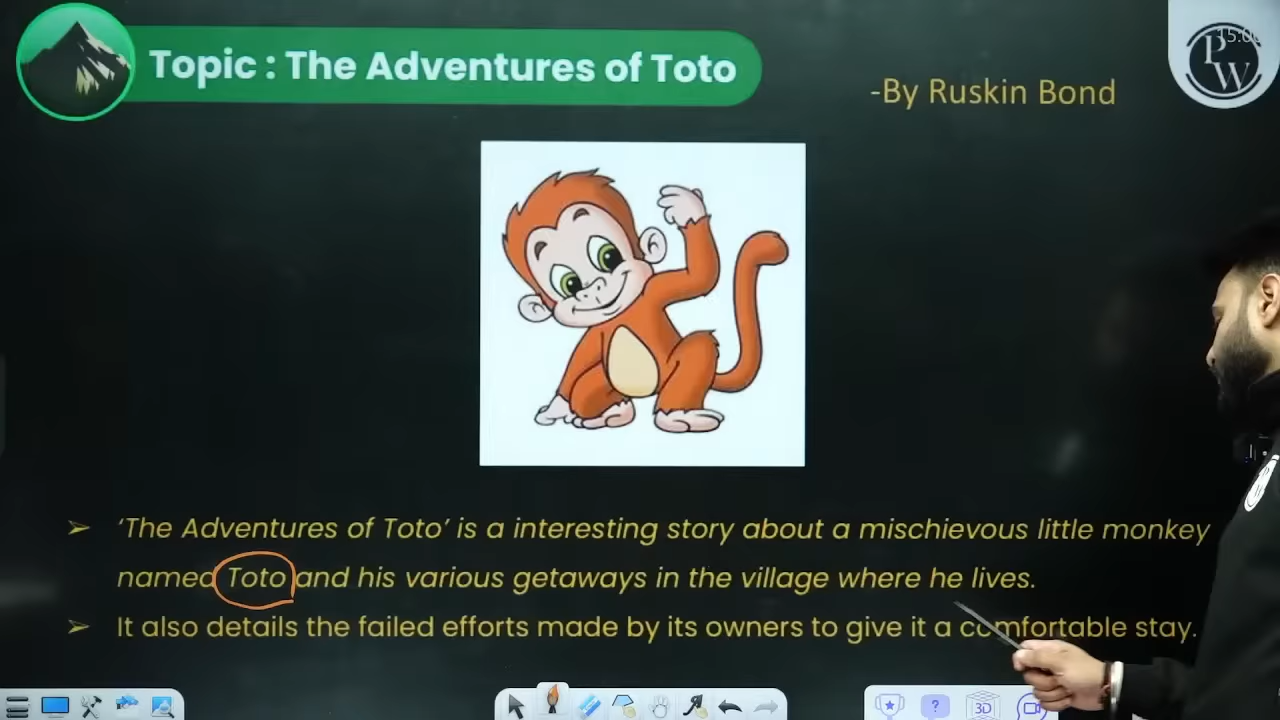 Topic : The Adventures of Toto
-By Ruskin Bond
PW
‘The Adventures of Toto’ is a interesting story about a mischievous little monkey
named Toto and his various getaways in the village where he lives.
It also details the failed efforts made by its owners to give it a comfortable stay.
?
3D